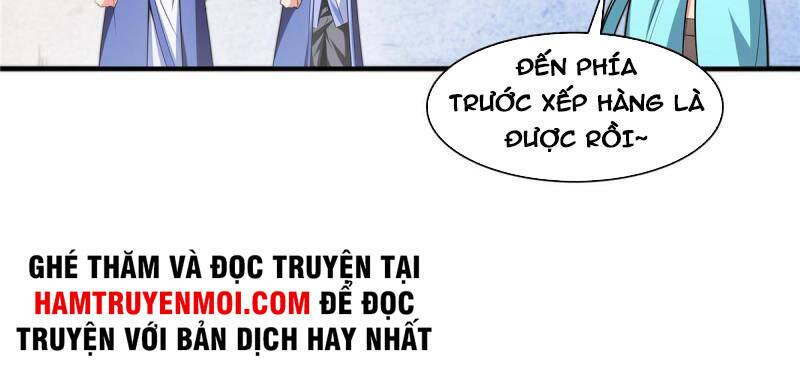 ĐẾN PHÍA
TRƯỚC XẾP HÀNG LÀ
ĐƯỢC RỒI~
GHÉ THĂM VÀ ĐỌC TRUYỆN TẠI
HAMTRUYENMOI.COM ĐỂ ĐỌC
TRUYỆN VỚI BẢN DỊCH HAY NHẤT